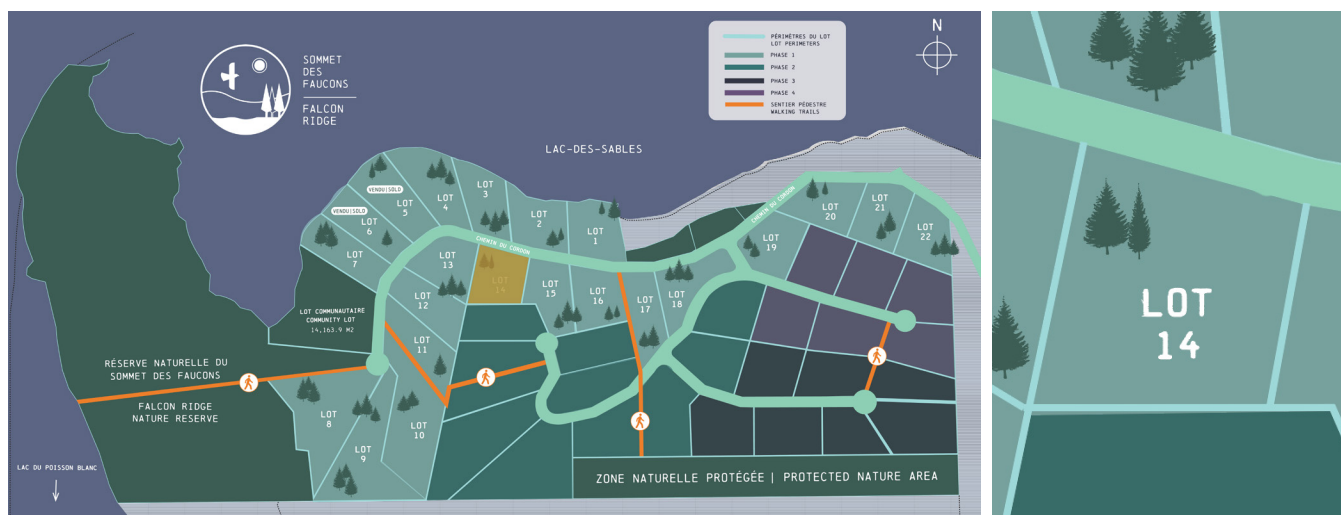 SOMMET
DES
FAUCONS
FALCON
RIDGE
PÉRIMÈTRES DU LOT
LOT PERIMETERS
PHASE 1
PHASE 2
PHASE 3
PHASE 4
SENTIER PÉDESTRE
WALKING TRAILS
N
LAC-DES-SABLES
VENDU|SOLD
VENDU|SOLD
LOT
1
LOT
2
LOT
3
LOT
4
LOT
5
LOT
6
LOT
7
LOT
8
LOT
9
LOT
10
LOT
11
LOT
12
LOT
13
LOT
14
LOT
15
LOT
16
LOT
17
LOT
18
LOT
19
LOT
20
LOT
21
LOT
22
CHEMIN DU CORDON
CHEMIN DU CORDON
LOT COMMUNAUTAIRE
COMMUNITY LOT
14,163.9 M2
RÉSERVE NATURELLE DU
SOMMET DES FAUCONS
FALCON RIDGE
NATURE RESERVE
LAC DU POISSON BLANC
ZONE NATURELLE PROTÉGÉE | PROTECTED NATURE AREA
LOT
14